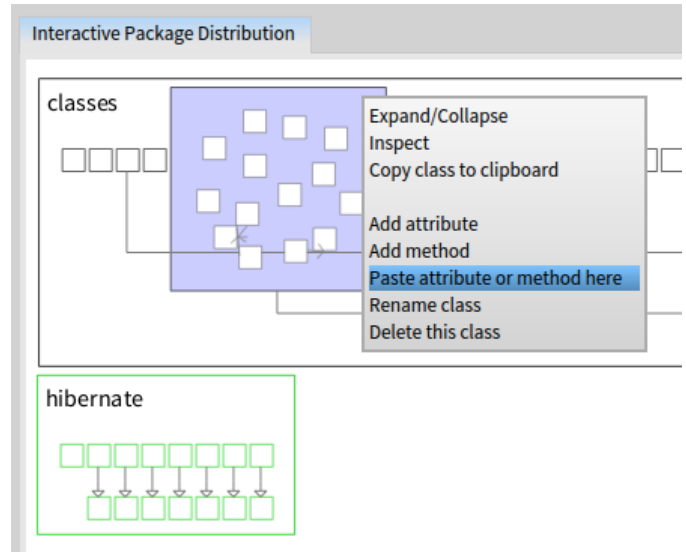 Interactive Package Distribution
classes
Expand/Collapse
Inspect
Copy class to clipboard
Add attribute
Add method
Paste attribute or method here
Rename class
Delete this class
hibernate